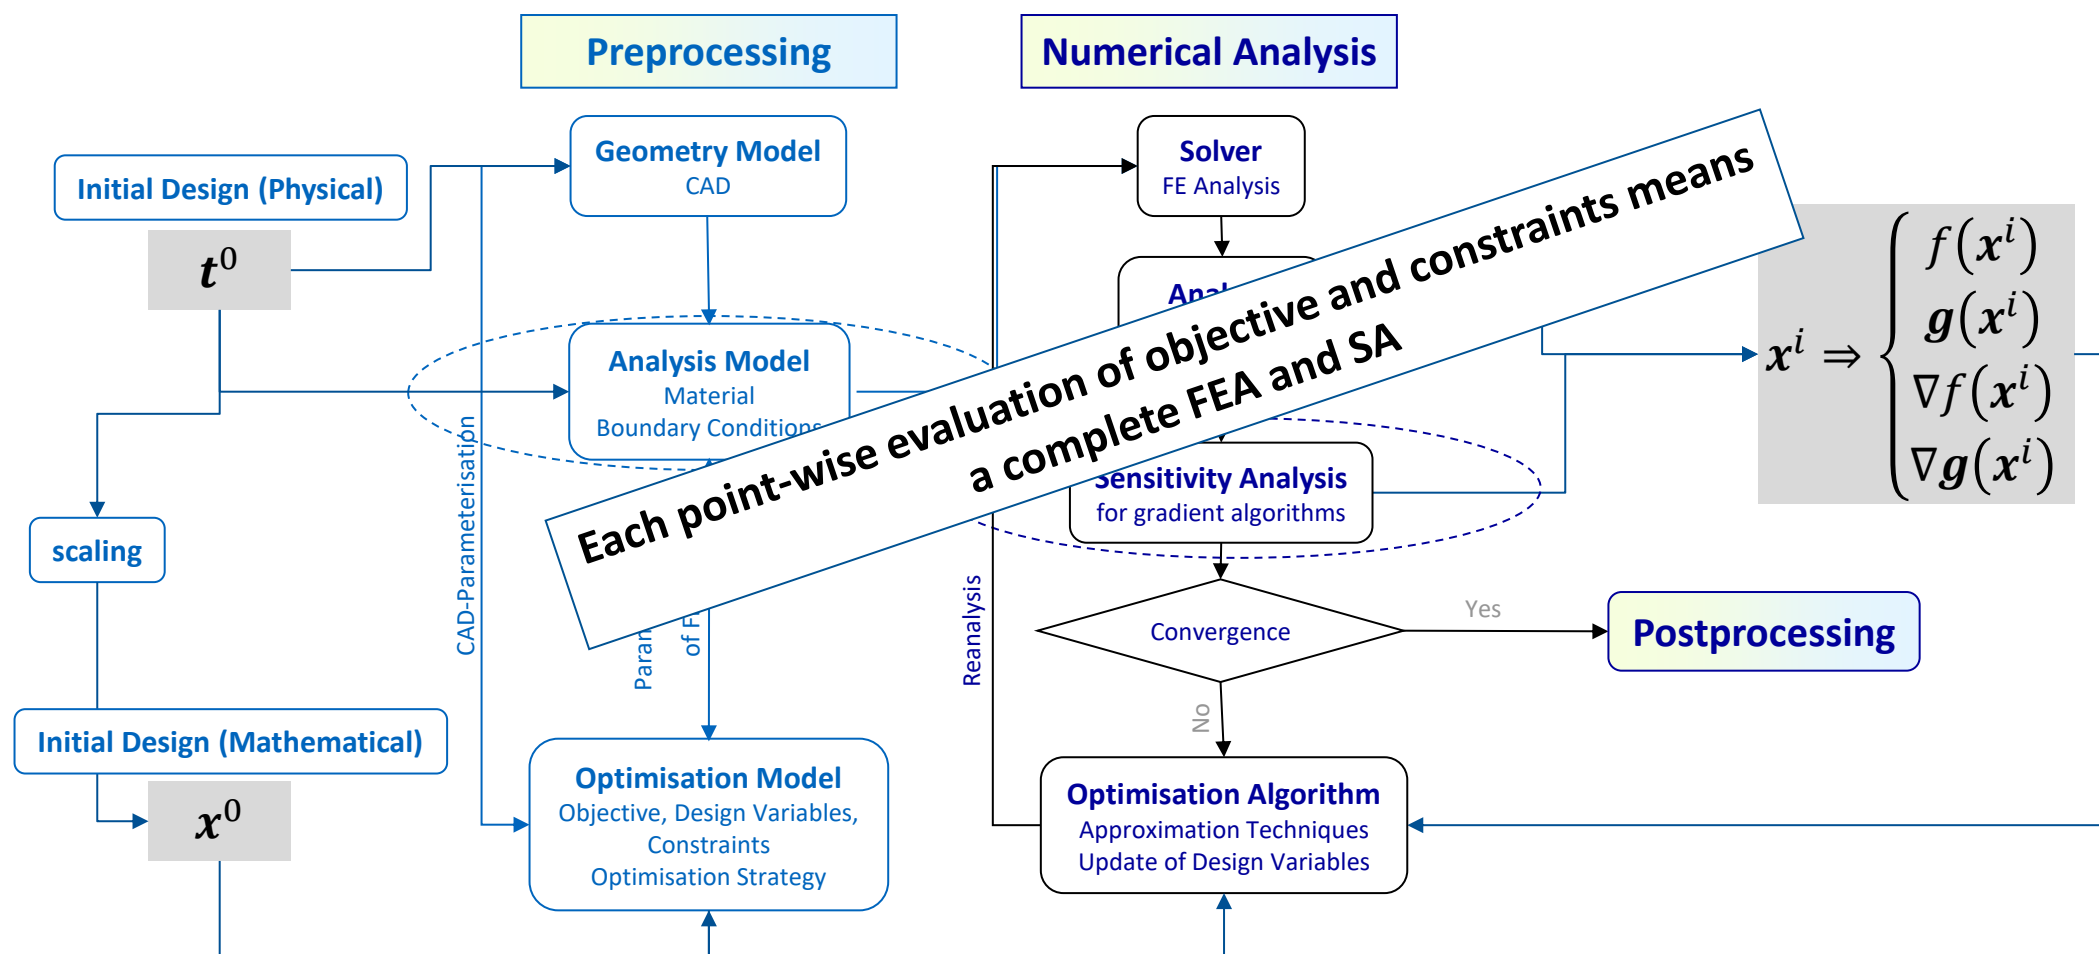 Preprocessing
Numerical Analysis
Initial Design (Physical)
t⁰
scaling
Initial Design (Mathematical)
x⁰
CAD-Parameterisation
Geometry Model
CAD
Analysis Model
Material
Boundary Conditions
of
Optimisation Model
Objective, Design Variables,
Constraints
Optimisation Strategy
Reanalysis
Solver
FE Analysis
Each point-wise evaluation of objective and constraints means
a complete FEA and SA
Sensitivity Analysis
for gradient algorithms
Convergence
Yes
No
Postprocessing
Optimisation Algorithm
Approximation Techniques
Update of Design Variables
f(xⁱ)
g(xⁱ)
xⁱ ⇒
∇f(xⁱ)
∇g(xⁱ)